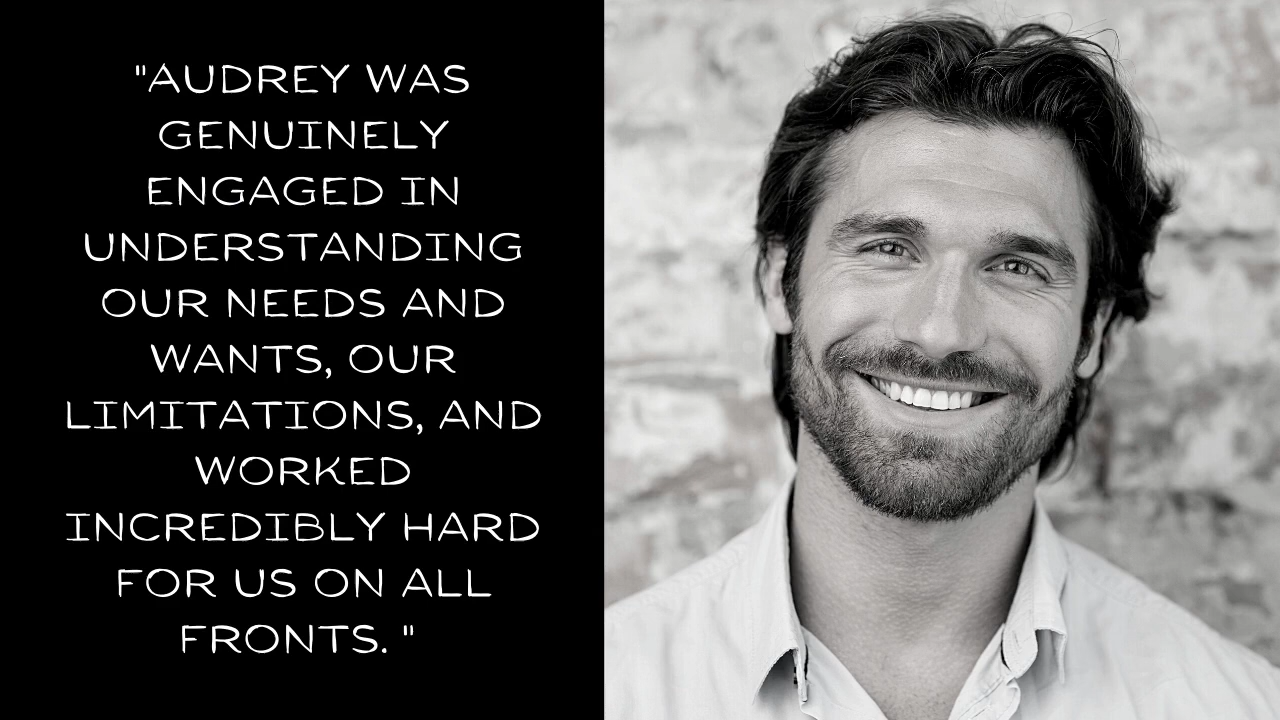 "AUDREY WAS
GENUINELY
ENGAGED IN
UNDERSTANDING
OUR NEEDS AND
WANTS, OUR
LIMITATIONS, AND
WORKED
INCREDIBLY HARD
FOR US ON ALL
FRONTS. "